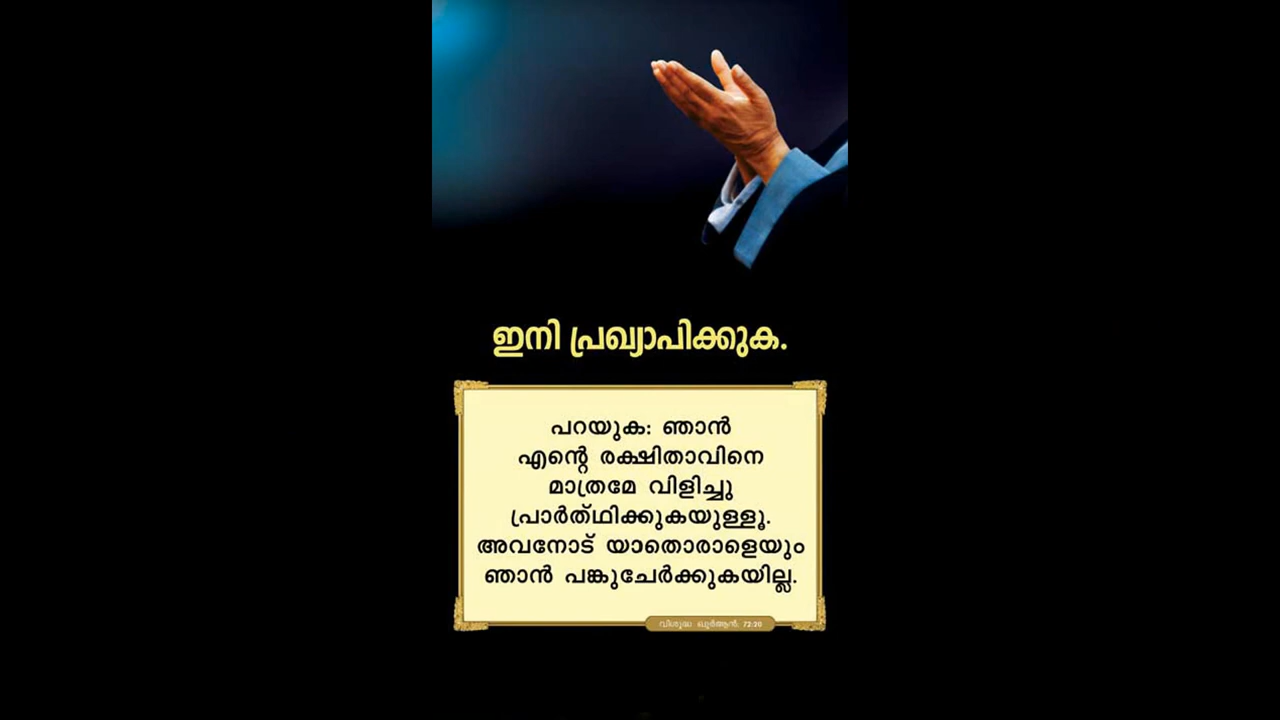 ഇനി പ്രഖ്യാപിക്കുക.
പറയുക: ഞാൻ
എന്റെ രക്ഷിതാവിനെ
മാത്രമേ വിളിച്ചു
പ്രാർത്ഥിക്കുകയുള്ളൂ.
അവനോട് യാതൊരാളെയും
ഞാൻ പങ്കുചേർക്കുകയില്ല.
വിശുദ്ധ ഖുർആൻ: 72:20